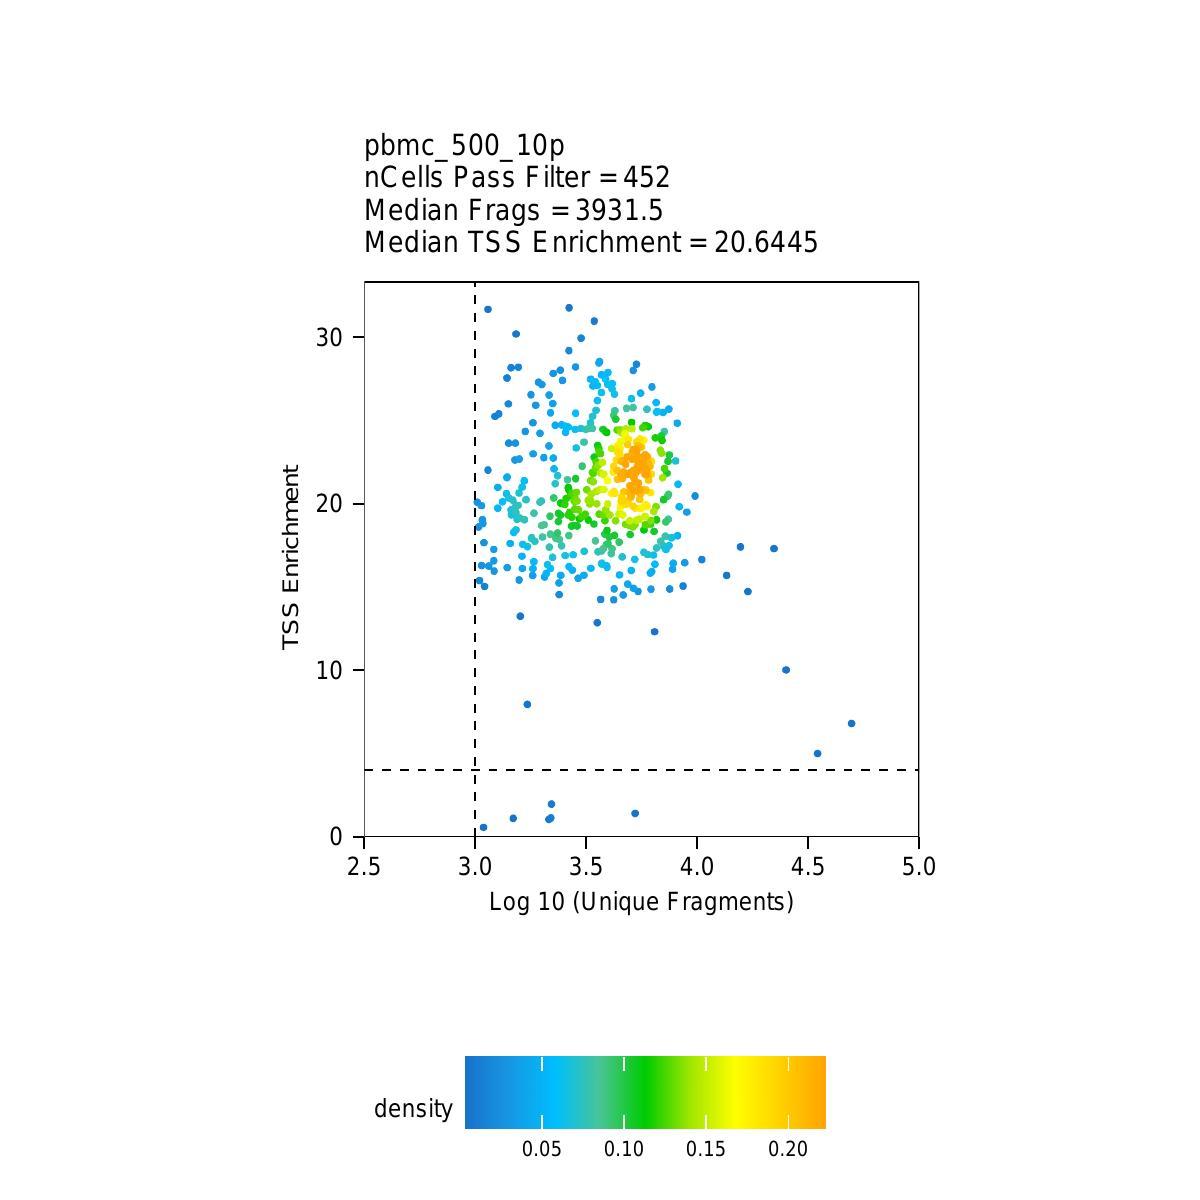 pbmc_500_10p
nCells Pass Filter = 452
Median Frags = 3931.5
Median TSS Enrichment = 20.6445
30
20
10
0
TSS Enrichment
2.5 3.0 3.5 4.0 4.5 5.0
Log 10 (Unique Fragments)
density
0.05 0.10 0.15 0.20